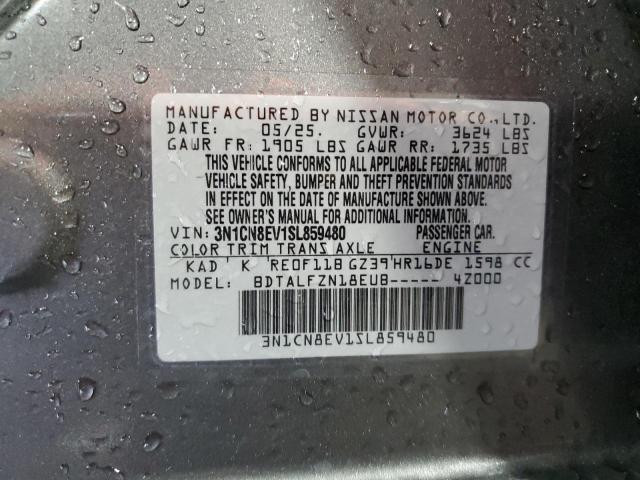 MANUFACTURED BY NISSAN MOTOR CO.,LTD.
DATE: 05/25. GVWR: 3624 LBS
GAWR FR: 1905 LBS GAWR RR: 1735 LBS
THIS VEHICLE CONFORMS TO ALL APPLICABLE FEDERAL MOTOR
VEHICLE SAFETY, BUMPER AND THEFT PREVENTION STANDARDS
IN EFFECT ON THE DATE OF MANUFACTURE SHOWN ABOVE.
SEE OWNER'S MANUAL FOR ADDITIONAL INFORMATION.
VIN: 3N1CN8EV1SL859480 PASSENGER CAR.
COLOR TRIM TRANS AXLE ENGINE
KAD ' K 'RE0F11B GZ39'HR16DE 1598 CC
MODEL: BDTALFZN18EUB----- 4Z000
3N1CN8EV1SL859480